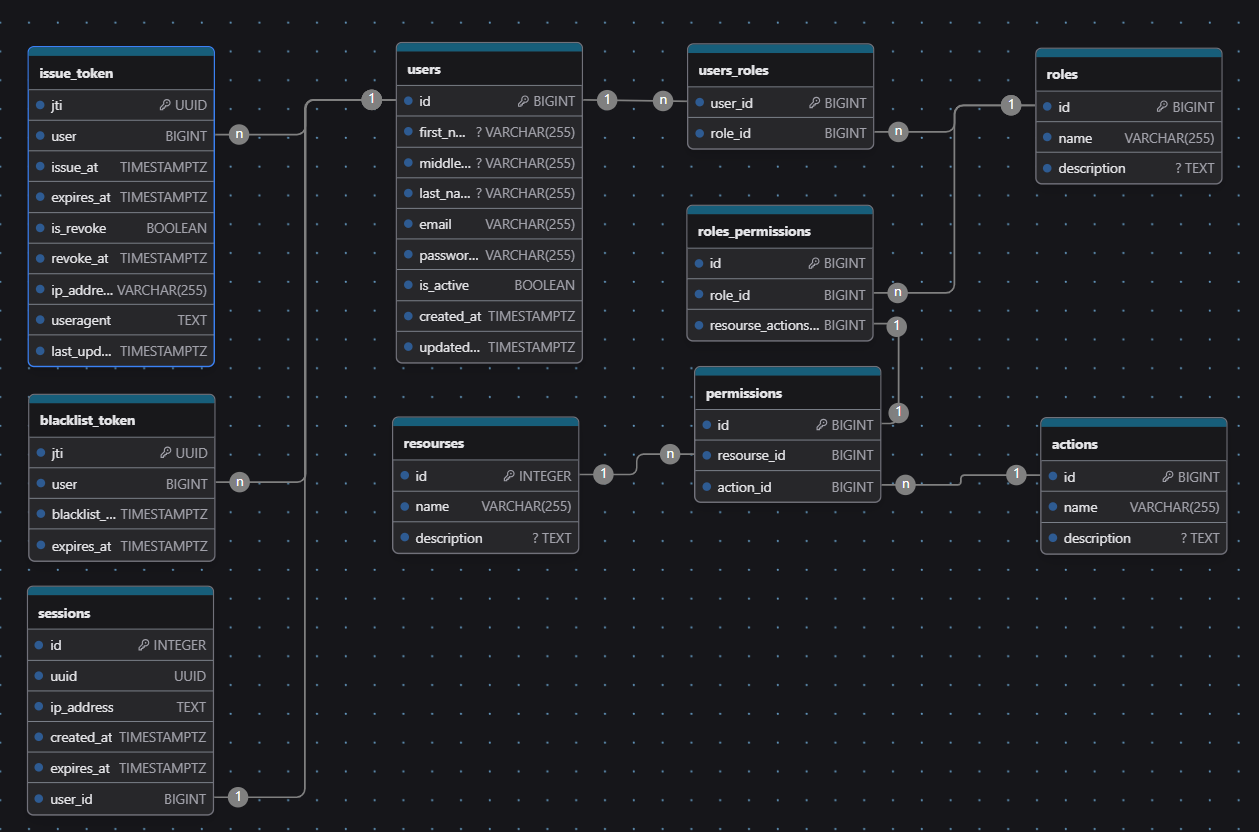 issue_token
jti UUID
user BIGINT
issue_at TIMESTAMPTZ
expires_at TIMESTAMPTZ
is_revoke BOOLEAN
revoke_at TIMESTAMPTZ
ip_addre... VARCHAR(255)
useragent TEXT
last_upd... TIMESTAMPTZ
n
blacklist_token
jti UUID
user BIGINT
blacklist_... TIMESTAMPTZ
expires_at TIMESTAMPTZ
n
sessions
id INTEGER
uuid UUID
ip_address TEXT
created_at TIMESTAMPTZ
expires_at TIMESTAMPTZ
user_id BIGINT
1
1
users
id BIGINT
first_n... ? VARCHAR(255)
middle... ? VARCHAR(255)
last_na... ? VARCHAR(255)
email VARCHAR(255)
passwor... VARCHAR(255)
is_active BOOLEAN
created_at TIMESTAMPTZ
updated... TIMESTAMPTZ
1
n
users_roles
user_id BIGINT
role_id BIGINT
n
1
roles
id BIGINT
name VARCHAR(255)
description ? TEXT
roles_permissions
id BIGINT
role_id BIGINT
resourse_actions... BIGINT
n
1
permissions
id BIGINT
resourse_id BIGINT
action_id BIGINT
1
n
n
resourses
id INTEGER
name VARCHAR(255)
description ? TEXT
1
1
actions
id BIGINT
name VARCHAR(255)
description ? TEXT